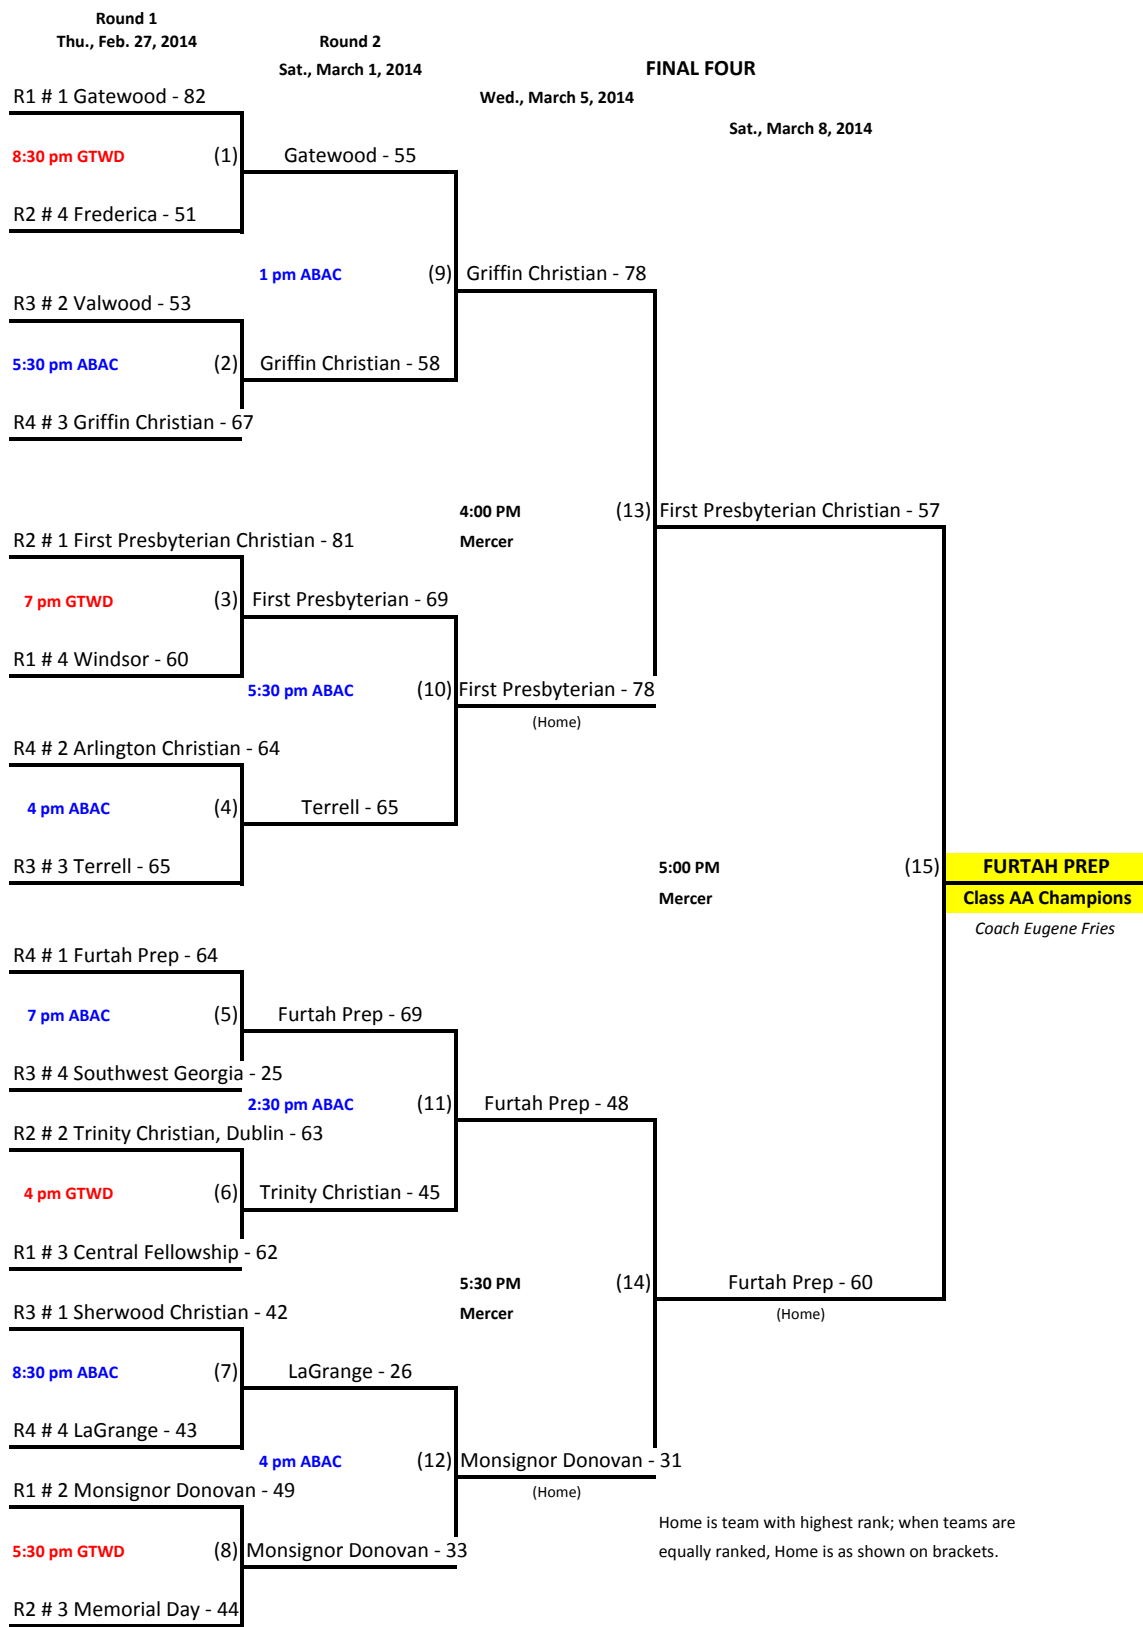 Round 1
Thu., Feb. 27, 2014
Round 2
Sat., March 1, 2014
FINAL FOUR
Wed., March 5, 2014
Sat., March 8, 2014
R1 # 1 Gatewood - 82
8:30 pm GTWD (1) Gatewood - 55
R2 # 4 Frederica - 51
1 pm ABAC (9) Griffin Christian - 78
R3 # 2 Valwood - 53
5:30 pm ABAC (2) Griffin Christian - 58
R4 # 3 Griffin Christian - 67
4:00 PM (13) First Presbyterian Christian - 57
Mercer
R2 # 1 First Presbyterian Christian - 81
7 pm GTWD (3) First Presbyterian - 69
R1 # 4 Windsor - 60
5:30 pm ABAC (10) First Presbyterian - 78
(Home)
R4 # 2 Arlington Christian - 64
4 pm ABAC (4) Terrell - 65
R3 # 3 Terrell - 65
5:00 PM (15) FURTAH PREP
Mercer Class AA Champions
Coach Eugene Fries
R4 # 1 Furtah Prep - 64
7 pm ABAC (5) Furtah Prep - 69
R3 # 4 Southwest Georgia - 25
2:30 pm ABAC (11) Furtah Prep - 48
R2 # 2 Trinity Christian, Dublin - 63
4 pm GTWD (6) Trinity Christian - 45
R1 # 3 Central Fellowship - 62
5:30 PM (14) Furtah Prep - 60
Mercer (Home)
R3 # 1 Sherwood Christian - 42
8:30 pm ABAC (7) LaGrange - 26
R4 # 4 LaGrange - 43
4 pm ABAC (12) Monsignor Donovan - 31
(Home)
R1 # 2 Monsignor Donovan - 49
5:30 pm GTWD (8) Monsignor Donovan - 33
R2 # 3 Memorial Day - 44
Home is team with highest rank; when teams are
equally ranked, Home is as shown on brackets.